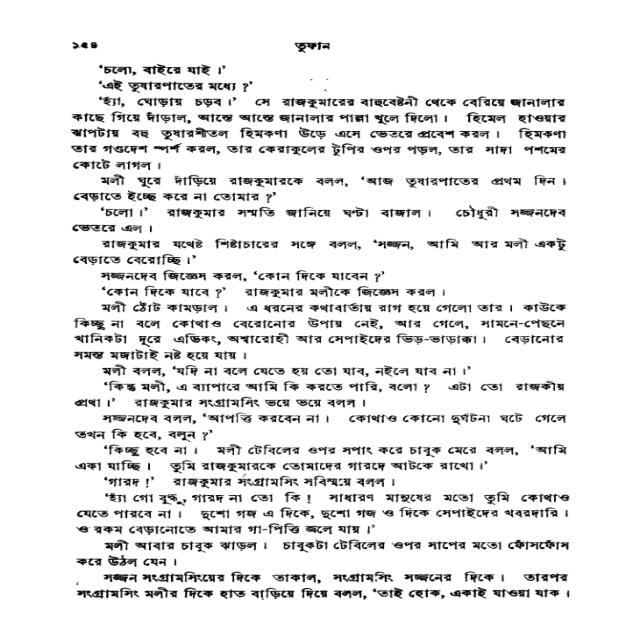 ১৫৪ তুফান
‘চলো, বাইরে যাই।’
‘এই তুষারপাতের মধ্যে ?’
‘হ্যাঁ, ঘোড়ায় চড়ব।’ সে রাজকুমারের বাহুবেষ্টনী থেকে বেরিয়ে জানালার
কাছে গিয়ে দাঁড়াল, আস্তে আস্তে জানালার পাল্লা খুলে দিলো। হিমেল হাওয়ার
ঝাপটায় বহু তুষারশীতল হিমকণা উড়ে এসে ভেতরে প্রবেশ করল। হিমকণা
তার গণ্ডদেশ স্পর্শ করল, তার কেরাকুলের টুপির ওপর পড়ল, তার সাদা পশমের
কোটে লাগল।
মলী ঘুরে দাঁড়িয়ে রাজকুমারকে বলল, ‘আজ তুষারপাতের প্রথম দিন।
বেড়াতে ইচ্ছে করে না তোমার ?’
‘চলো।’ রাজকুমার সম্মতি জানিয়ে ঘণ্টা বাজাল। চৌধুরী সজ্জনদেব
ভেতরে এল।
রাজকুমার যথেষ্ট শিষ্টাচারের সঙ্গে বলল, ‘সজ্জন, আমি আর মলী একটু
বেড়াতে বেরোচ্ছি।’
সজ্জনদেব জিজ্ঞেস করল, ‘কোন দিকে যাবেন ?’
‘কোন দিকে যাবে ?’ রাজকুমার মলীকে জিজ্ঞেস করল।
মলী ঠোঁট কামড়াল। এ ধরনের কথাবার্তায় রাগ হয়ে গেলো তার। কাউকে
কিচ্ছু না বলে কোথাও বেরোনোর উপায় নেই, আর গেলে, সামনে-পেছনে
খানিকটা দূরে এডিকং, অশ্বারোহী আর সেপাইদের ভিড়-ভাড়াক্কা। বেড়ানোর
সমস্ত মজাটাই নষ্ট হয়ে যায়।
মলী বলল, ‘যদি না বলে যেতে হয় তো যাব, নইলে যাব না।’
‘কিন্তু মলী, এ ব্যাপারে আমি কি করতে পারি, বলো ? এটা তো রাজকীয়
প্রথা।’ রাজকুমার সংগ্রামসিং ভয়ে ভয়ে বলল।
সজ্জনদেব বলল, ‘আপত্তি করবেন না। কোথাও কোনো দুর্ঘটনা ঘটে গেলে
তখন কি হবে, বলুন ?’
‘কিচ্ছু হবে না। মলী টেবিলের ওপর সপাং করে চাবুক মেরে বলল, ‘আমি
একা যাচ্ছি। তুমি রাজকুমারকে তোমাদের গারদে আটকে রাখো।’
‘গারদ !’ রাজকুমার সংগ্রামসিং সবিস্ময়ে বলল।
‘হ্যাঁ গো বুদ্ধু, গারদ না তো কি ! সাধারণ মানুষের মতো তুমি কোথাও
যেতে পারবে না। দুশো গজ এ দিকে, দুশো গজ ও দিকে সেপাইদের খবরদারি।
ও রকম বেড়ানোতে আমার গা-পিত্তি জ্বলে যায়।’
মলী আবার চাবুক ঝাড়ল। চাবুকটা টেবিলের ওপর সাপের মতো ফোঁসফোঁস
করে উঠল যেন।
সজ্জন সংগ্রামসিংয়ের দিকে তাকাল, সংগ্রামসিং সজ্জনের দিকে। তারপর
সংগ্রামসিং মলীর দিকে হাত বাড়িয়ে দিয়ে বলল, ‘তাই হোক, একাই যাওয়া যাক।